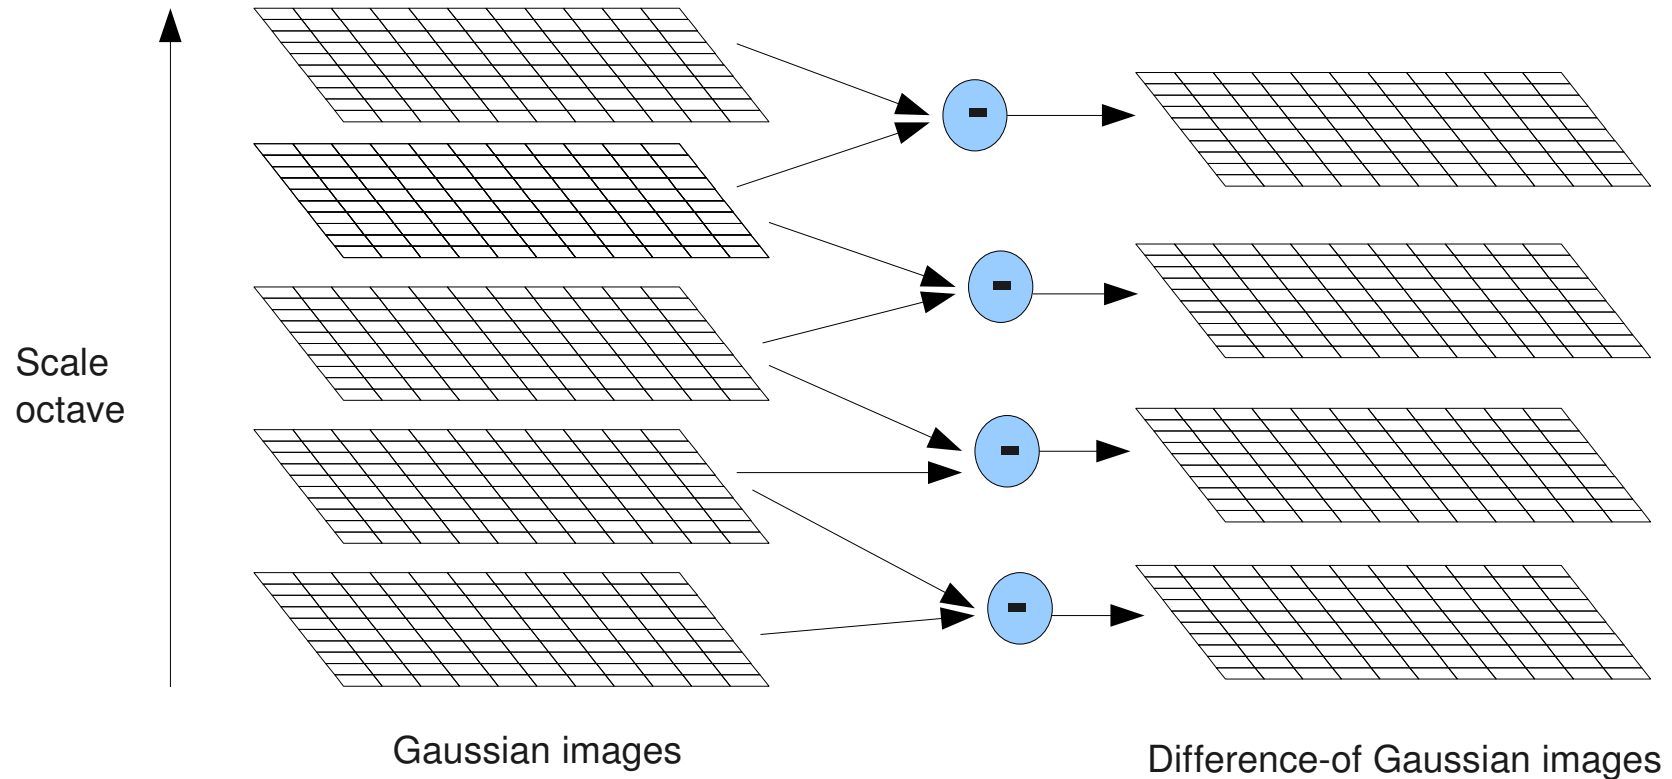 Scale
octave
-
-
-
-
Gaussian images
Difference-of Gaussian images